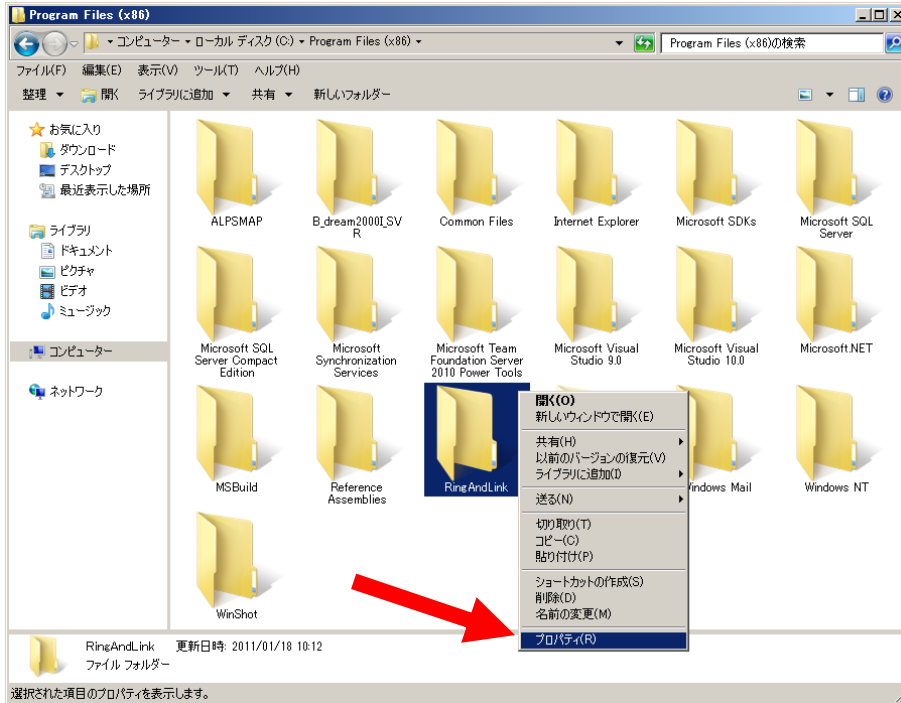 Program Files (x86)
コンピューター ▾ ローカル ディスク (C:) ▾ Program Files (x86) ▾
Program Files (x86)の検索
ファイル(F) 編集(E) 表示(V) ツール(T) ヘルプ(H)
整理 ▼ 開く ライブラリに追加 ▼ 共有 ▼ 新しいフォルダー
お気に入り
ダウンロード
デスクトップ
最近表示した場所
ライブラリ
ドキュメント
ピクチャ
ビデオ
ミュージック
コンピューター
ネットワーク
ALPSMAP
B_dream2000I_SV
R
Common Files
Internet Explorer
Microsoft SDKs
Microsoft SQL
Server
Microsoft SQL
Server Compact
Edition
Microsoft
Synchronization
Services
Microsoft Team
Foundation Server
2010 Power Tools
Microsoft Visual
Studio 9.0
Microsoft Visual
Studio 10.0
Microsoft.NET
MSBuild
Reference
Assemblies
RingAndLink
Windows Mail
Windows NT
WinShot
開く(O)
新しいウィンドウで開く(E)
共有(H)
以前のバージョンの復元(V)
ライブラリに追加(I)
送る(N)
切り取り(T)
コピー(C)
貼り付け(P)
ショートカットの作成(S)
削除(D)
名前の変更(M)
プロパティ(R)
RingAndLink 更新日時: 2011/01/18 10:12
ファイル フォルダー
選択された項目のプロパティを表示します。